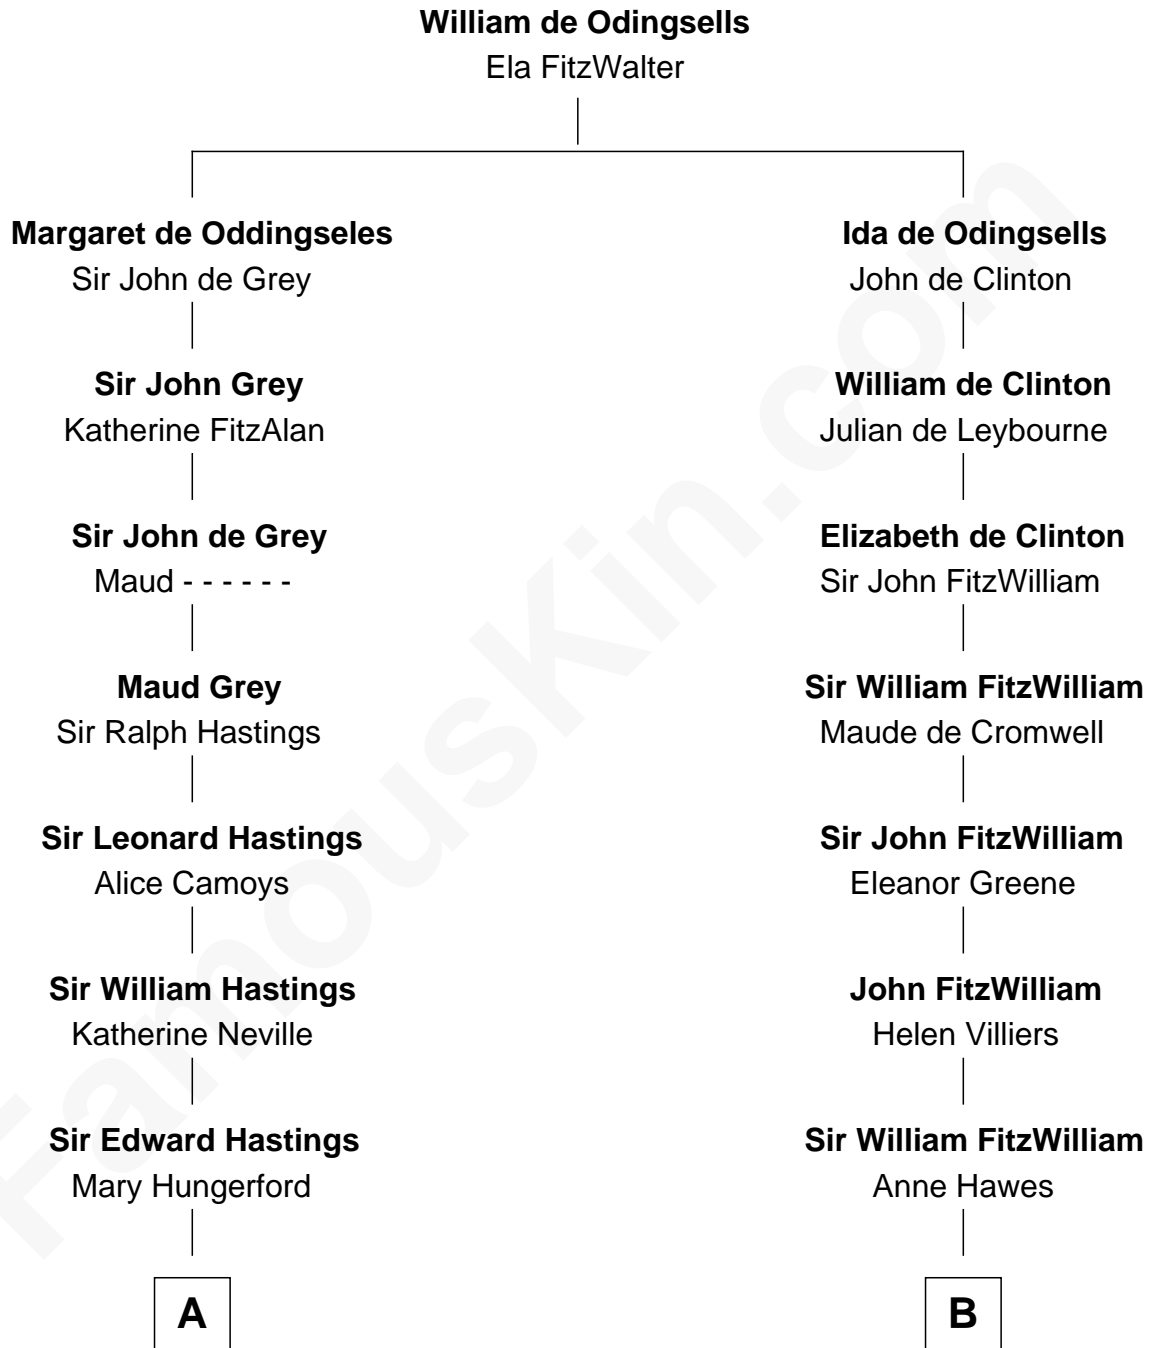 William de Odingsells
Ela FitzWalter
Margaret de Oddingseles
Sir John de Grey
Ida de Odingsells
John de Clinton
Sir John Grey
Katherine FitzAlan
William de Clinton
Julian de Leybourne
Sir John de Grey
Maud - - - - - -
Elizabeth de Clinton
Sir John FitzWilliam
Maud Grey
Sir Ralph Hastings
Sir William FitzWilliam
Maude de Cromwell
Sir Leonard Hastings
Alice Camoys
Sir John FitzWilliam
Eleanor Greene
Sir William Hastings
Katherine Neville
John FitzWilliam
Helen Villiers
Sir Edward Hastings
Mary Hungerford
Sir William FitzWilliam
Anne Hawes
A
B
FamousKin.com